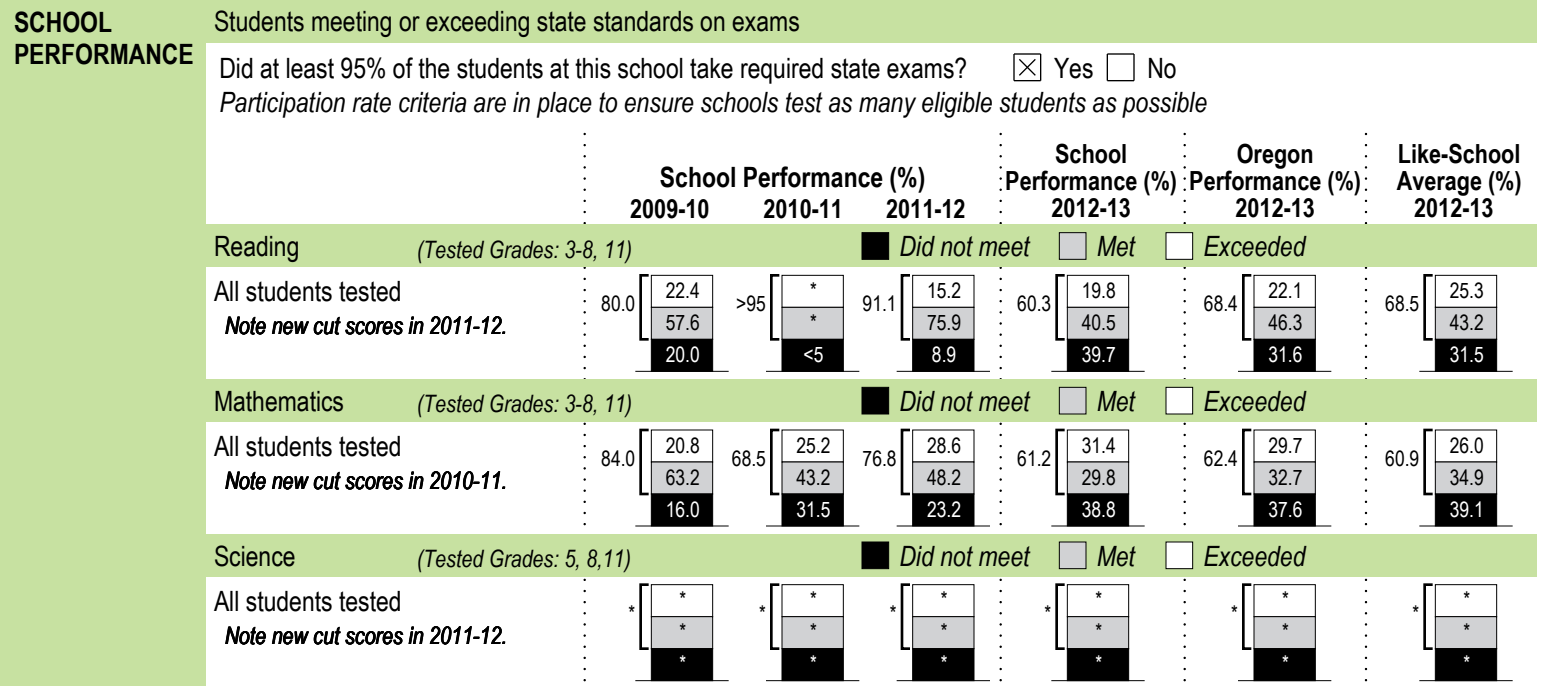 SCHOOL
PERFORMANCE
Students meeting or exceeding state standards on exams
Did at least 95% of the students at this school take required state exams? ☒ Yes ☐ No
Participation rate criteria are in place to ensure schools test as many eligible students as possible
School Performance (%)
2009-10 2010-11 2011-12
School
Performance (%)
2012-13
Oregon
Performance (%)
2012-13
Like-School
Average (%)
2012-13
Reading (Tested Grades: 3-8, 11) Did not meet Met Exceeded
All students tested
Note new cut scores in 2011-12.
80.0 22.4 57.6 20.0
>95 * * <5
91.1 15.2 75.9 8.9
60.3 19.8 40.5 39.7
68.4 22.1 46.3 31.6
68.5 25.3 43.2 31.5
Mathematics (Tested Grades: 3-8, 11) Did not meet Met Exceeded
All students tested
Note new cut scores in 2010-11.
84.0 20.8 63.2 16.0
68.5 25.2 43.2 31.5
76.8 28.6 48.2 23.2
61.2 31.4 29.8 38.8
62.4 29.7 32.7 37.6
60.9 26.0 34.9 39.1
Science (Tested Grades: 5, 8,11) Did not meet Met Exceeded
All students tested
Note new cut scores in 2011-12.
* * * *
* * * *
* * * *
* * * *
* * * *
* * * *